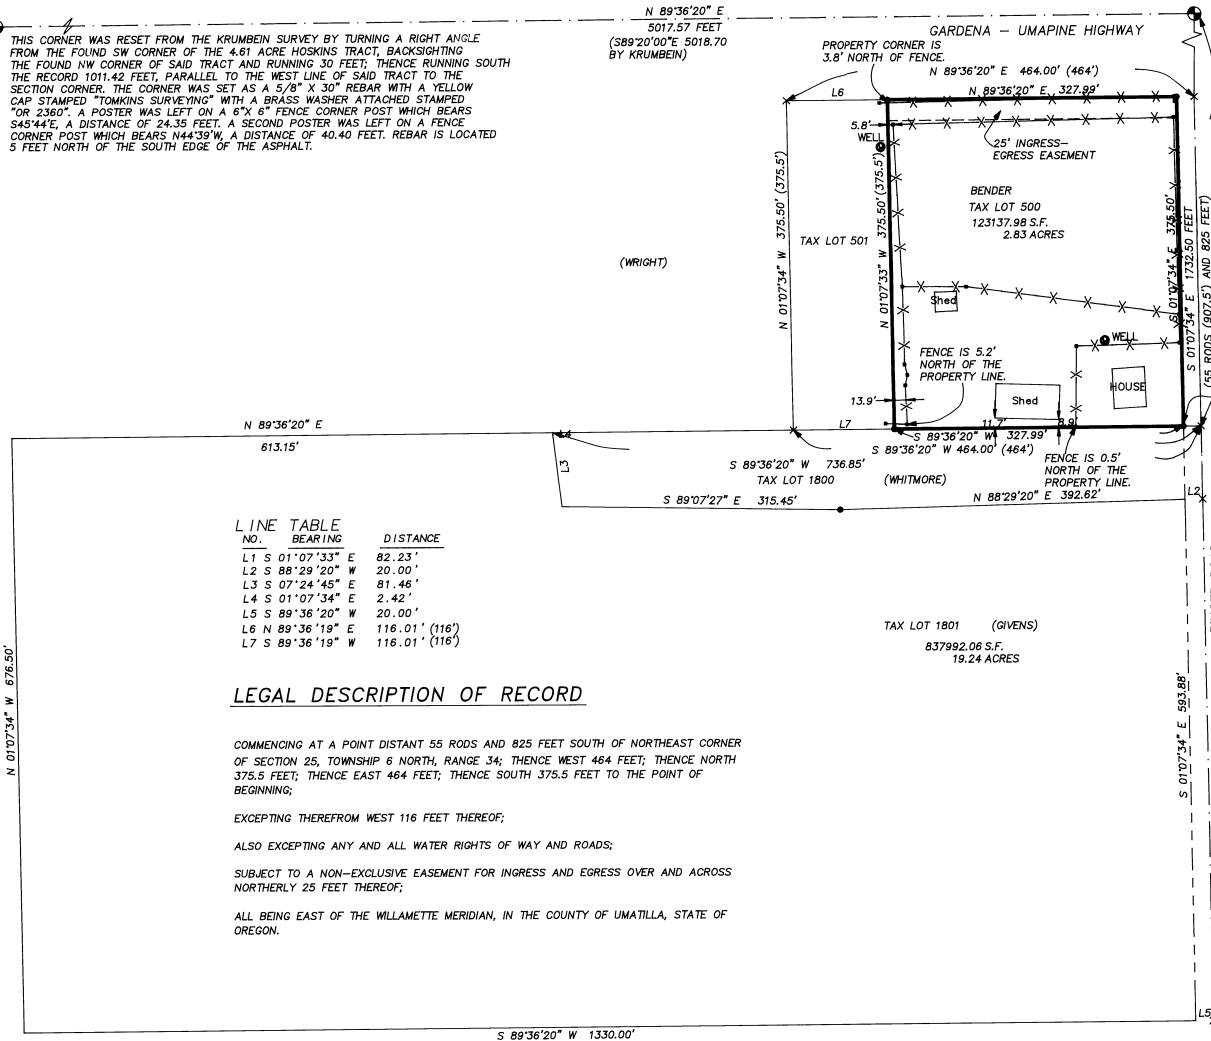 N 89°36'20" E
5017.57 FEET
(S89°20'00"E 5018.70
BY KRUMBEIN)
THIS CORNER WAS RESET FROM THE KRUMBEIN SURVEY BY TURNING A RIGHT ANGLE
FROM THE FOUND SW CORNER OF THE 4.61 ACRE HOSKINS TRACT, BACKSIGHTING
THE FOUND NW CORNER OF SAID TRACT AND RUNNING 30 FEET; THENCE RUNNING SOUTH
THE RECORD 1011.42 FEET, PARALLEL TO THE WEST LINE OF SAID TRACT TO THE
SECTION CORNER. THE CORNER WAS SET AS A 5/8" X 30" REBAR WITH A YELLOW
CAP STAMPED "TOMKINS SURVEYING" WITH A BRASS WASHER ATTACHED STAMPED
"OR 2360". A POSTER WAS LEFT ON A 6"X 6" FENCE CORNER POST WHICH BEARS
S45°44'E, A DISTANCE OF 24.35 FEET. A SECOND POSTER WAS LEFT ON A FENCE
CORNER POST WHICH BEARS N44°39'W, A DISTANCE OF 40.40 FEET. REBAR IS LOCATED
5 FEET NORTH OF THE SOUTH EDGE OF THE ASPHALT.
GARDENA - UMAPINE HIGHWAY
PROPERTY CORNER IS
3.8' NORTH OF FENCE.
N 89°36'20" E 464.00' (464')
L6
N 89°36'20" E 327.99'
5.8'
WELL
25' INGRESS-
EGRESS EASEMENT
N 01°07'34" W 375.50' (375.5')
N 01°07'33" W 375.50' (375.5')
BENDER
TAX LOT 500
123137.98 S.F.
2.83 ACRES
TAX LOT 501
(WRIGHT)
S 01°07'34" E 375.50'
S 01°07'34" E 1732.50 FEET
(55 RODS (907.5') AND 825 FEET)
Shed
WELL
FENCE IS 5.2'
NORTH OF THE
PROPERTY LINE.
HOUSE
Shed
13.9'
11.7'
8.9'
L7
N 89°36'20" E
613.15'
L4
L3
S 89°36'20" W 327.99'
S 89°36'20" W 464.00' (464')
FENCE IS 0.5'
NORTH OF THE
PROPERTY LINE.
S 89°36'20" W 736.85'
TAX LOT 1800 (WHITMORE)
S 89°07'27" E 315.45'
N 88°29'20" E 392.62'
L2
LINE TABLE
NO. BEARING DISTANCE
L1 S 01°07'33" E 82.23'
L2 S 88°29'20" W 20.00'
L3 S 07°24'45" E 81.46'
L4 S 01°07'34" E 2.42'
L5 S 89°36'20" W 20.00'
L6 N 89°36'19" E 116.01' (116')
L7 S 89°36'19" W 116.01' (116')
TAX LOT 1801 (GIVENS)
837992.06 S.F.
19.24 ACRES
N 01°07'34" W 676.50'
S 01°07'34" E 593.88'
LEGAL DESCRIPTION OF RECORD
COMMENCING AT A POINT DISTANT 55 RODS AND 825 FEET SOUTH OF NORTHEAST CORNER
OF SECTION 25, TOWNSHIP 6 NORTH, RANGE 34; THENCE WEST 464 FEET; THENCE NORTH
375.5 FEET; THENCE EAST 464 FEET; THENCE SOUTH 375.5 FEET TO THE POINT OF
BEGINNING;
EXCEPTING THEREFROM WEST 116 FEET THEREOF;
ALSO EXCEPTING ANY AND ALL WATER RIGHTS OF WAY AND ROADS;
SUBJECT TO A NON-EXCLUSIVE EASEMENT FOR INGRESS AND EGRESS OVER AND ACROSS
NORTHERLY 25 FEET THEREOF;
ALL BEING EAST OF THE WILLAMETTE MERIDIAN, IN THE COUNTY OF UMATILLA, STATE OF
OREGON.
L5
S 89°36'20" W 1330.00'